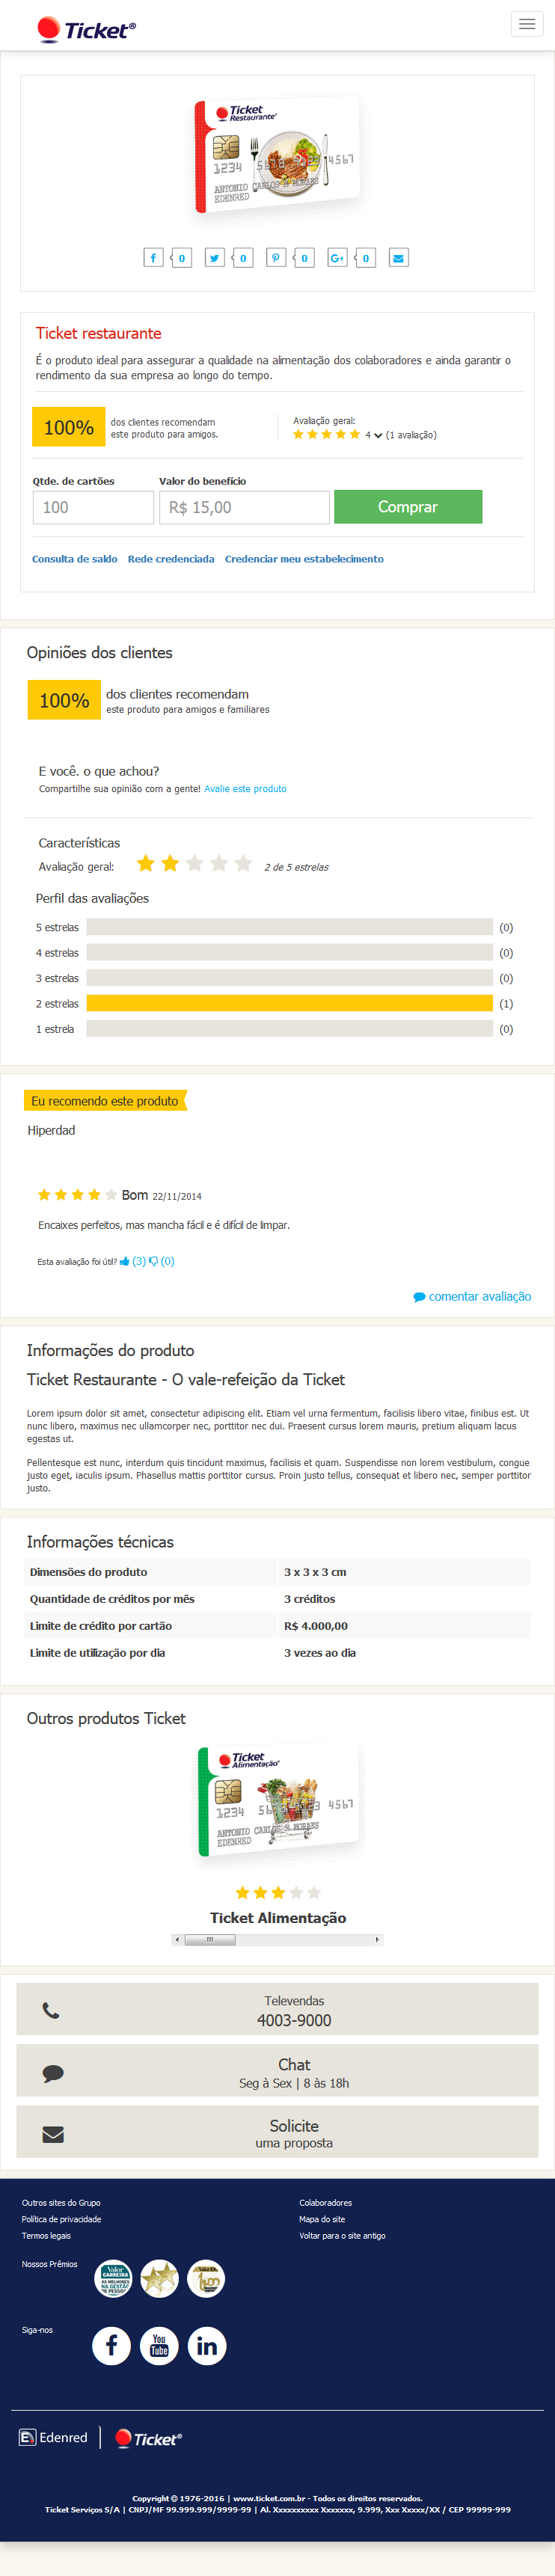 Ticket®
Ticket
Restaurante®
1234 5678 9123 4567
ANTONIO CARLOS H MORAES
EDENRED
0 0 0 0
Ticket restaurante
É o produto ideal para assegurar a qualidade na alimentação dos colaboradores e ainda garantir o
rendimento da sua empresa ao longo do tempo.
100%
dos clientes recomendam
este produto para amigos.
Avaliação geral:
4 (1 avaliação)
Qtde. de cartões
Valor do benefício
100
R$ 15,00
Comprar
Consulta de saldo Rede credenciada Credenciar meu estabelecimento
Opiniões dos clientes
100%
dos clientes recomendam
este produto para amigos e familiares
E você. o que achou?
Compartilhe sua opinião com a gente! Avalie este produto
Características
Avaliação geral: 2 de 5 estrelas
Perfil das avaliações
5 estrelas (0)
4 estrelas (0)
3 estrelas (0)
2 estrelas (1)
1 estrela (0)
Eu recomendo este produto
Hiperdad
Bom 22/11/2014
Encaixes perfeitos, mas mancha fácil e é difícil de limpar.
Esta avaliação foi útil? (3) (0)
comentar avaliação
Informações do produto
Ticket Restaurante - O vale-refeição da Ticket
Lorem ipsum dolor sit amet, consectetur adipiscing elit. Etiam vel urna fermentum, facilisis libero vitae, finibus est. Ut
nunc libero, maximus nec ullamcorper nec, porttitor nec dui. Praesent cursus lorem mauris, pretium aliquam lacus
egestas ut.
Pellentesque est nunc, interdum quis tincidunt maximus, facilisis et quam. Suspendisse non lorem vestibulum, congue
justo eget, iaculis ipsum. Phasellus mattis porttitor cursus. Proin justo tellus, consequat et libero nec, semper porttitor
justo.
Informações técnicas
Dimensões do produto 3 x 3 x 3 cm
Quantidade de créditos por mês 3 créditos
Limite de crédito por cartão R$ 4.000,00
Limite de utilização por dia 3 vezes ao dia
Outros produtos Ticket
Ticket
Alimentação®
1234 4567
ANTONIO CARLOS H MORAES
EDENRED
Ticket Alimentação
Televendas
4003-9000
Chat
Seg à Sex | 8 às 18h
Solicite
uma proposta
Outros sites do Grupo
Política de privacidade
Termos legais
Colaboradores
Mapa do site
Voltar para o site antigo
Nossos Prêmios
Valor
CARREIRA
AS MELHORES
NA GESTÃO
DE PESSOAS
Siga-nos
You
Tube
in
Edenred
Ticket®
Copyright © 1976-2016 | www.ticket.com.br - Todos os direitos reservados.
Ticket Serviços S/A | CNPJ/MF 99.999.999/9999-99 | Al. Xxxxxxxxxx Xxxxxxx, 9.999, Xxx Xxxxx/XX / CEP 99999-999